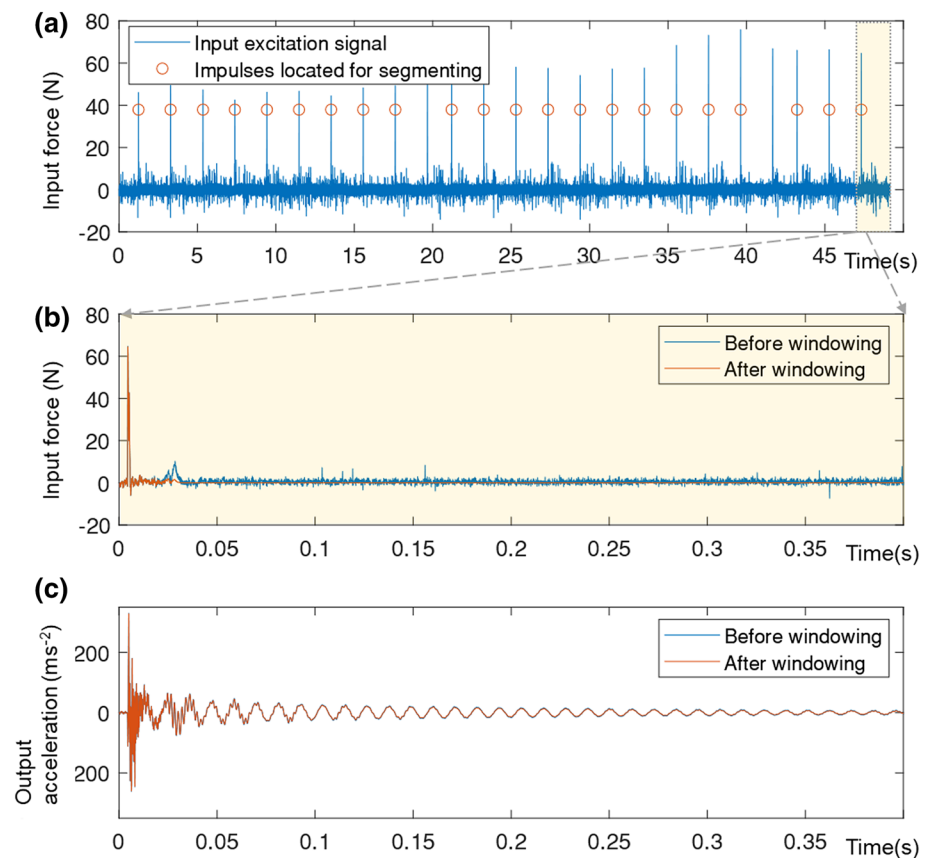 (a)
80
60
40
20
0
-20
Input force (N)
Input excitation signal
Impulses located for segmenting
0 5 10 15 20 25 30 35 40 45 Time(s)
(b)
80
60
40
20
0
-20
Input force (N)
Before windowing
After windowing
0 0.05 0.1 0.15 0.2 0.25 0.3 0.35 Time(s)
(c)
200
0
200
Output
acceleration (ms-2)
Before windowing
After windowing
0 0.05 0.1 0.15 0.2 0.25 0.3 0.35 Time(s)